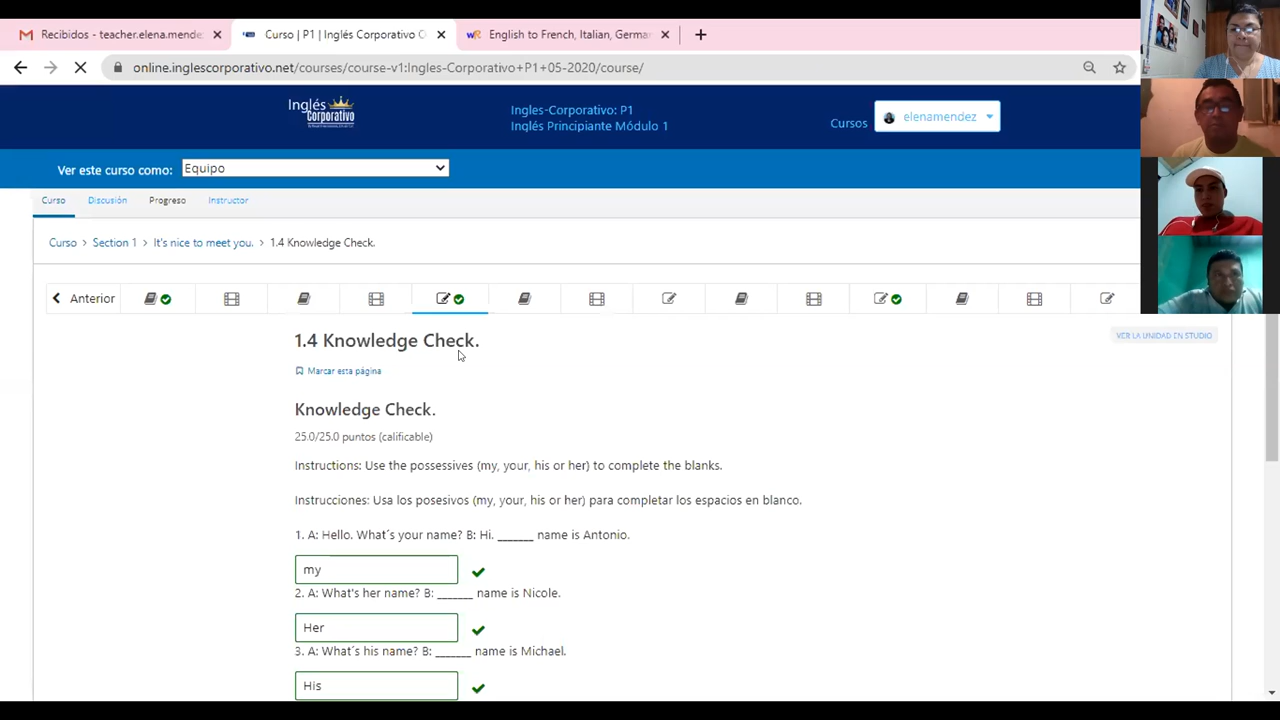 Recibidos - teacher.elena.mende
Curso | P1 | Inglés Corporativo C
English to French, Italian, German
online.inglescorporativo.net/courses/course-v1:Ingles-Corporativo+P1+05-2020/course/
Inglés
Corporativo
Ingles-Corporativo: P1
Inglés Principiante Módulo 1
Cursos
elenamendez
Ver este curso como:
Equipo
Curso
Discusión
Progreso
Instructor
Curso > Section 1 > It's nice to meet you. > 1.4 Knowledge Check.
Anterior
1.4 Knowledge Check.
VER LA UNIDAD EN STUDIO
Marcar esta página
Knowledge Check.
25.0/25.0 puntos (calificable)
Instructions: Use the possessives (my, your, his or her) to complete the blanks.
Instrucciones: Usa los posesivos (my, your, his or her) para completar los espacios en blanco.
1. A: Hello. What´s your name? B: Hi. _______ name is Antonio.
my
2. A: What's her name? B: _______ name is Nicole.
Her
3. A: What´s his name? B: _______ name is Michael.
His